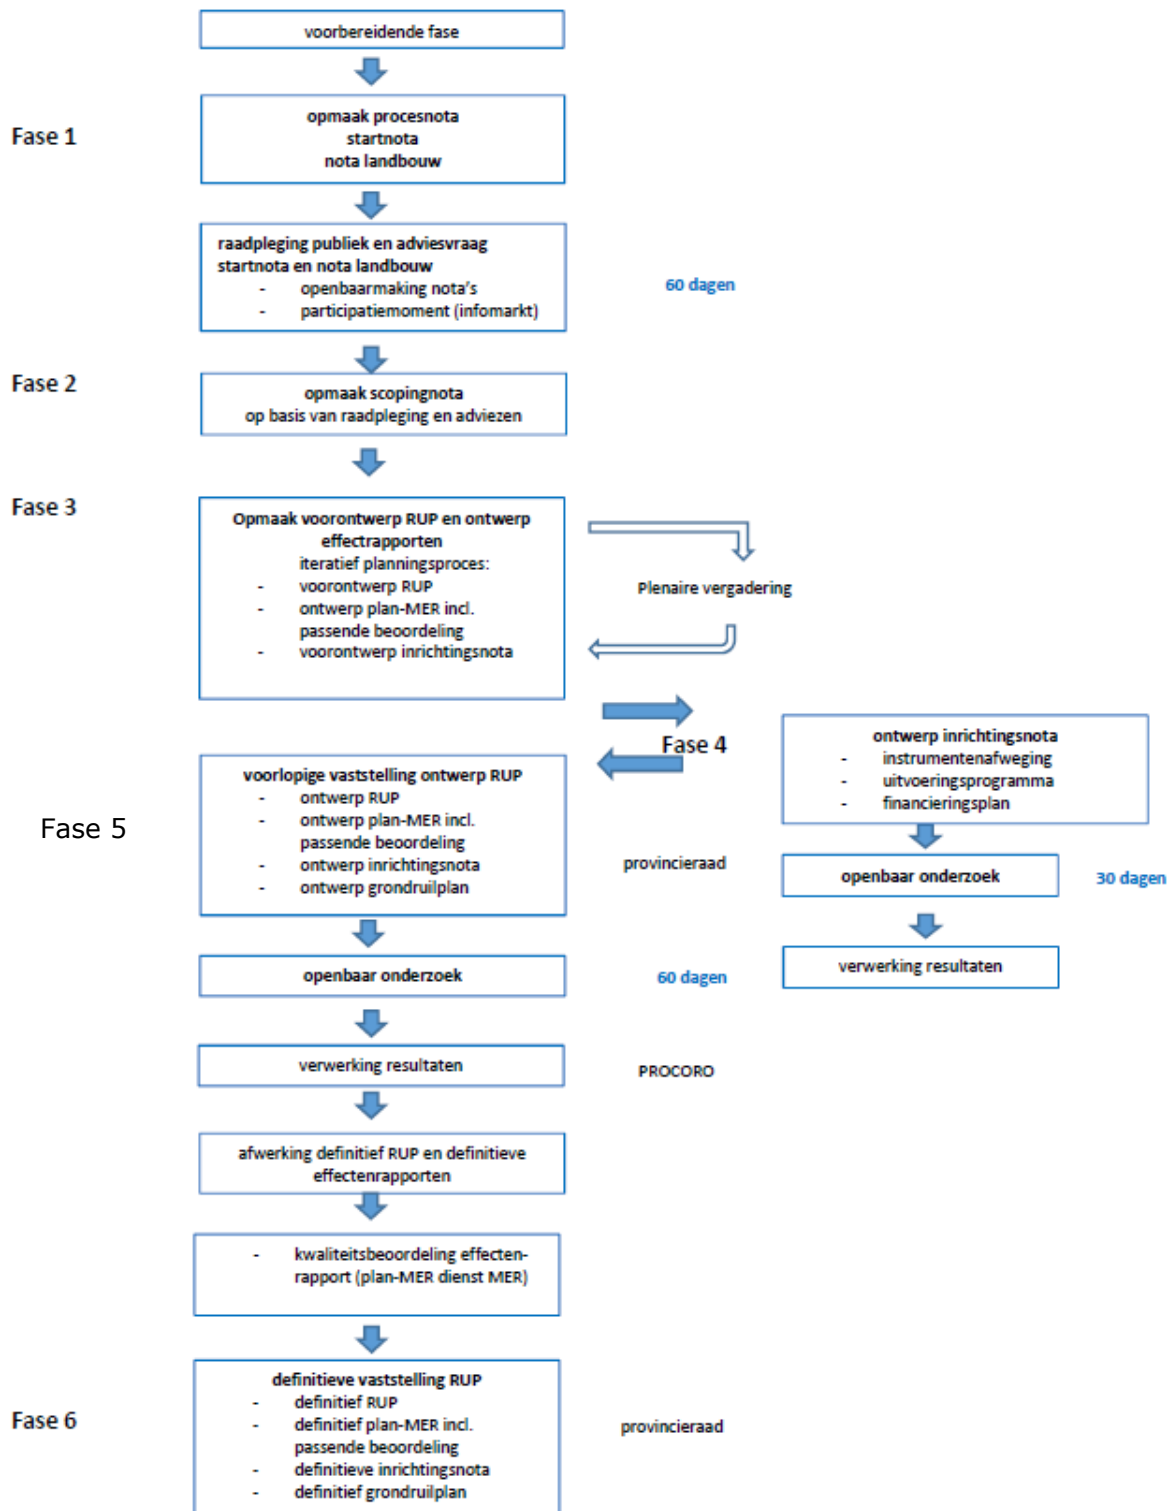 voorbereidende fase
Fase 1
opmaak procesnota
startnota
nota landbouw
raadpleging publiek en adviesvraag
startnota en nota landbouw
- openbaarmaking nota's
- participatiemoment (infomarkt)
60 dagen
Fase 2
opmaak scopingnota
op basis van raadpleging en adviezen
Fase 3
Opmaak voorontwerp RUP en ontwerp
effectrapporten
iteratief planningsproces:
- voorontwerp RUP
- ontwerp plan-MER incl.
passende beoordeling
- voorontwerp inrichtingsnota
Plenaire vergadering
Fase 4
ontwerp inrichtingsnota
- instrumentenafweging
- uitvoeringsprogramma
- financieringsplan
openbaar onderzoek
30 dagen
verwerking resultaten
Fase 5
voorlopige vaststelling ontwerp RUP
- ontwerp RUP
- ontwerp plan-MER incl.
passende beoordeling
- ontwerp inrichtingsnota
- ontwerp grondruilplan
provincieraad
openbaar onderzoek
60 dagen
verwerking resultaten
PROCORO
afwerking definitief RUP en definitieve
effectenrapporten
- kwaliteitsbeoordeling effecten-
rapport (plan-MER dienst MER)
Fase 6
definitieve vaststelling RUP
- definitief RUP
- definitief plan-MER incl.
passende beoordeling
- definitieve inrichtingsnota
- definitief grondruilplan
provincieraad